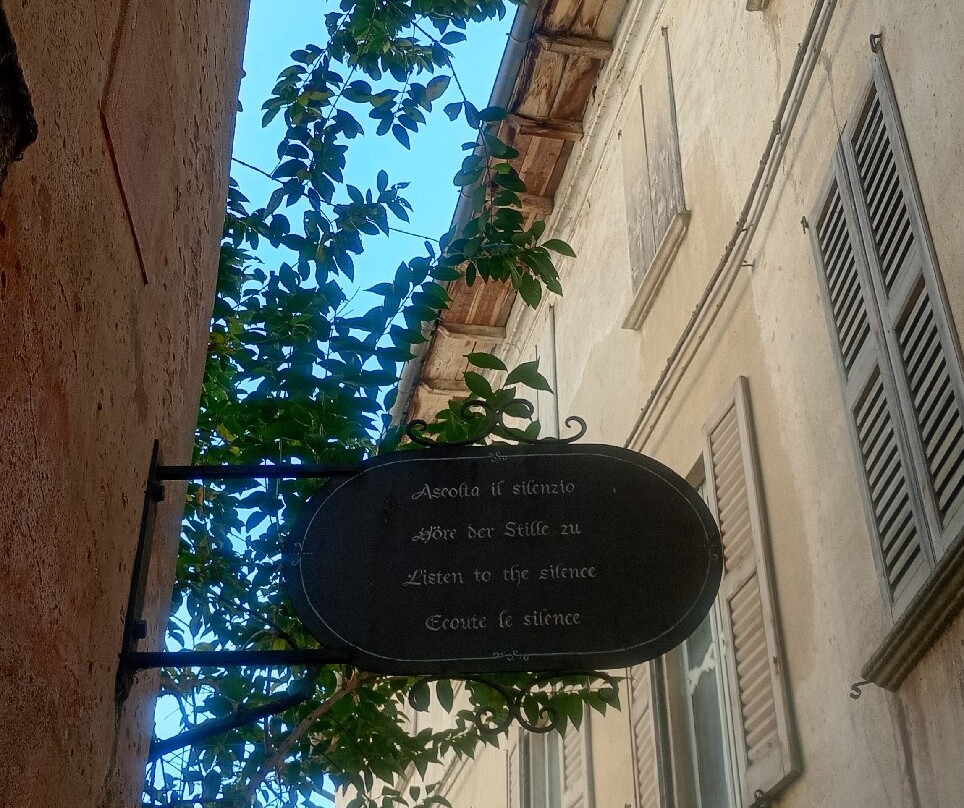 Ascolta il silenzio
Höre der Stille zu
Listen to the silence
Ecoute le silence